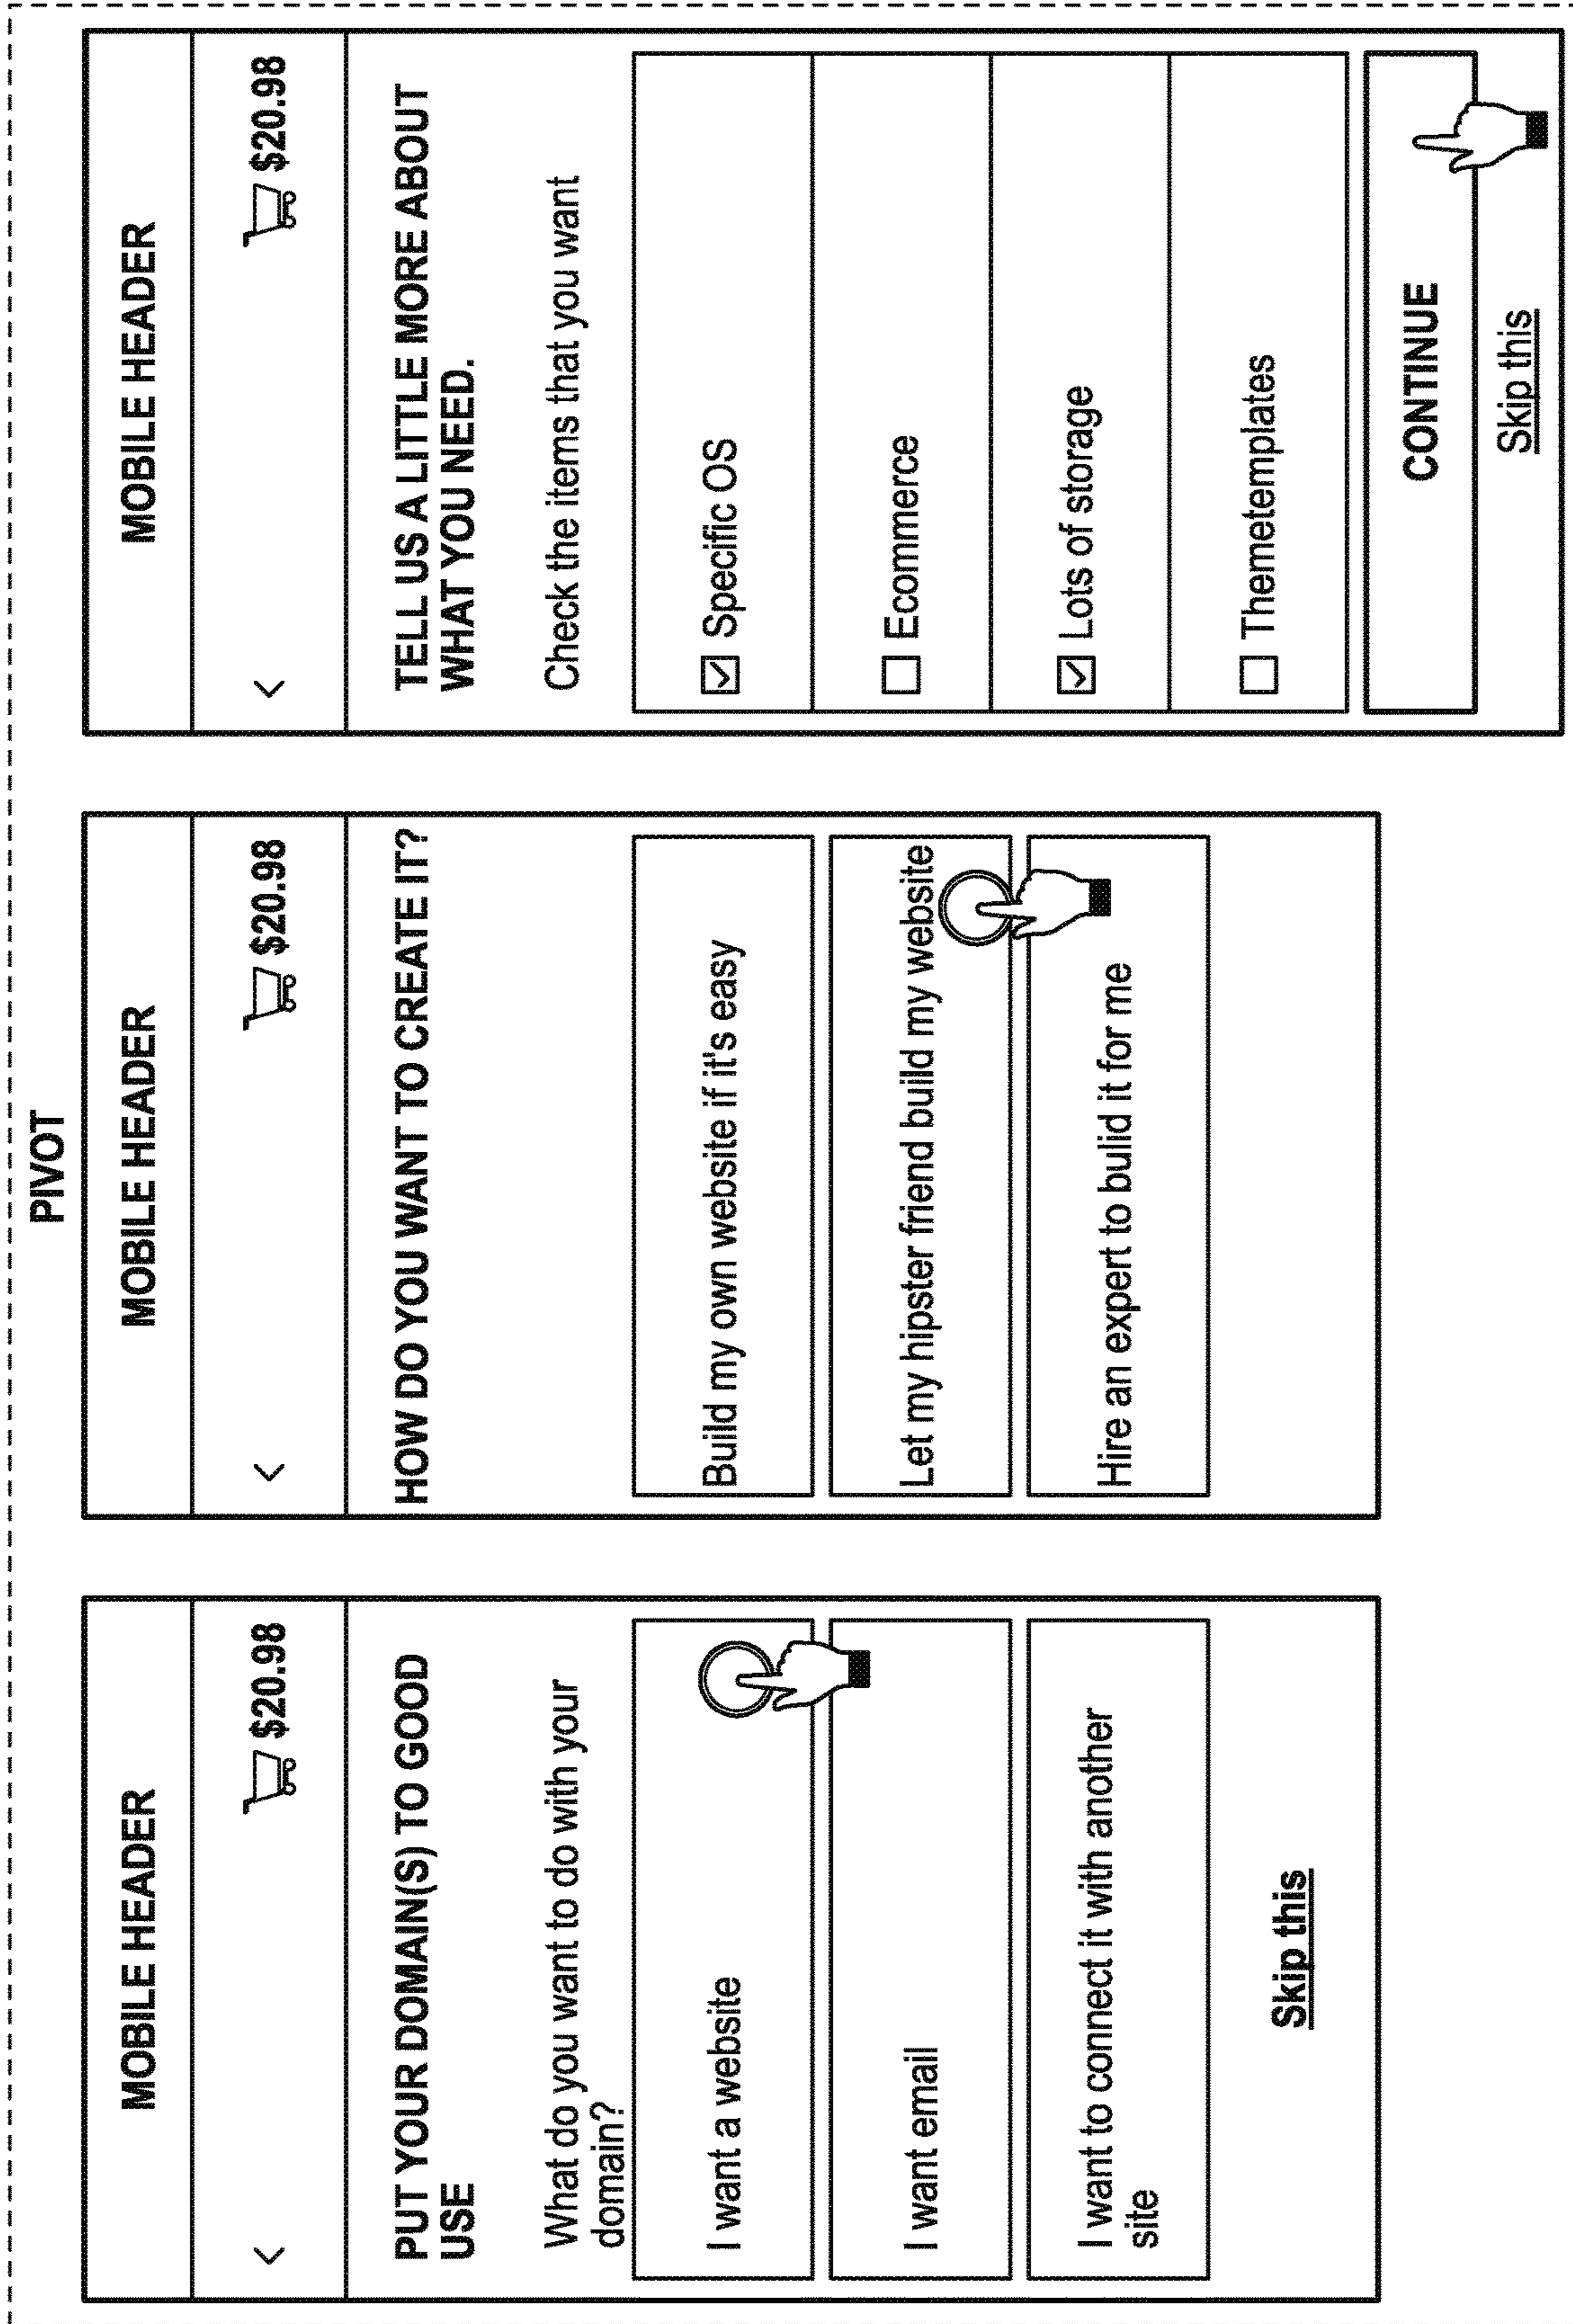 PIVOT
MOBILE HEADER
< $20.98
PUT YOUR DOMAIN(S) TO GOOD
USE
What do you want to do with your
domain?
I want a website
I want email
I want to connect it with another
site
Skip this
MOBILE HEADER
< $20.98
HOW DO YOU WANT TO CREATE IT?
Build my own website if it's easy
Let my hipster friend build my website
Hire an expert to bulid it for me
MOBILE HEADER
< $20.98
TELL US A LITTLE MORE ABOUT
WHAT YOU NEED.
Check the items that you want
Specific OS
Ecommerce
Lots of storage
Themetemplates
CONTINUE
Skip this